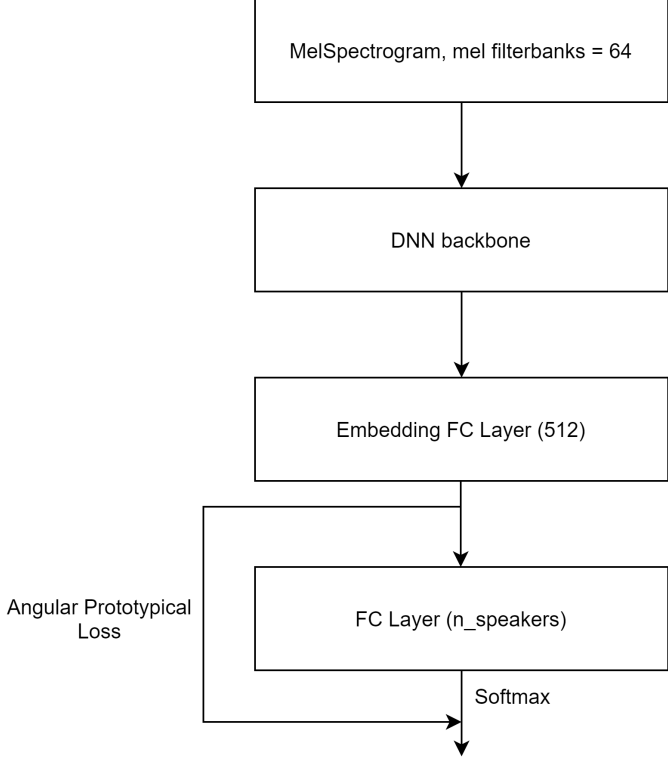 MelSpectrogram, mel filterbanks = 64
DNN backbone
Embedding FC Layer (512)
Angular Prototypical
Loss
FC Layer (n_speakers)
Softmax